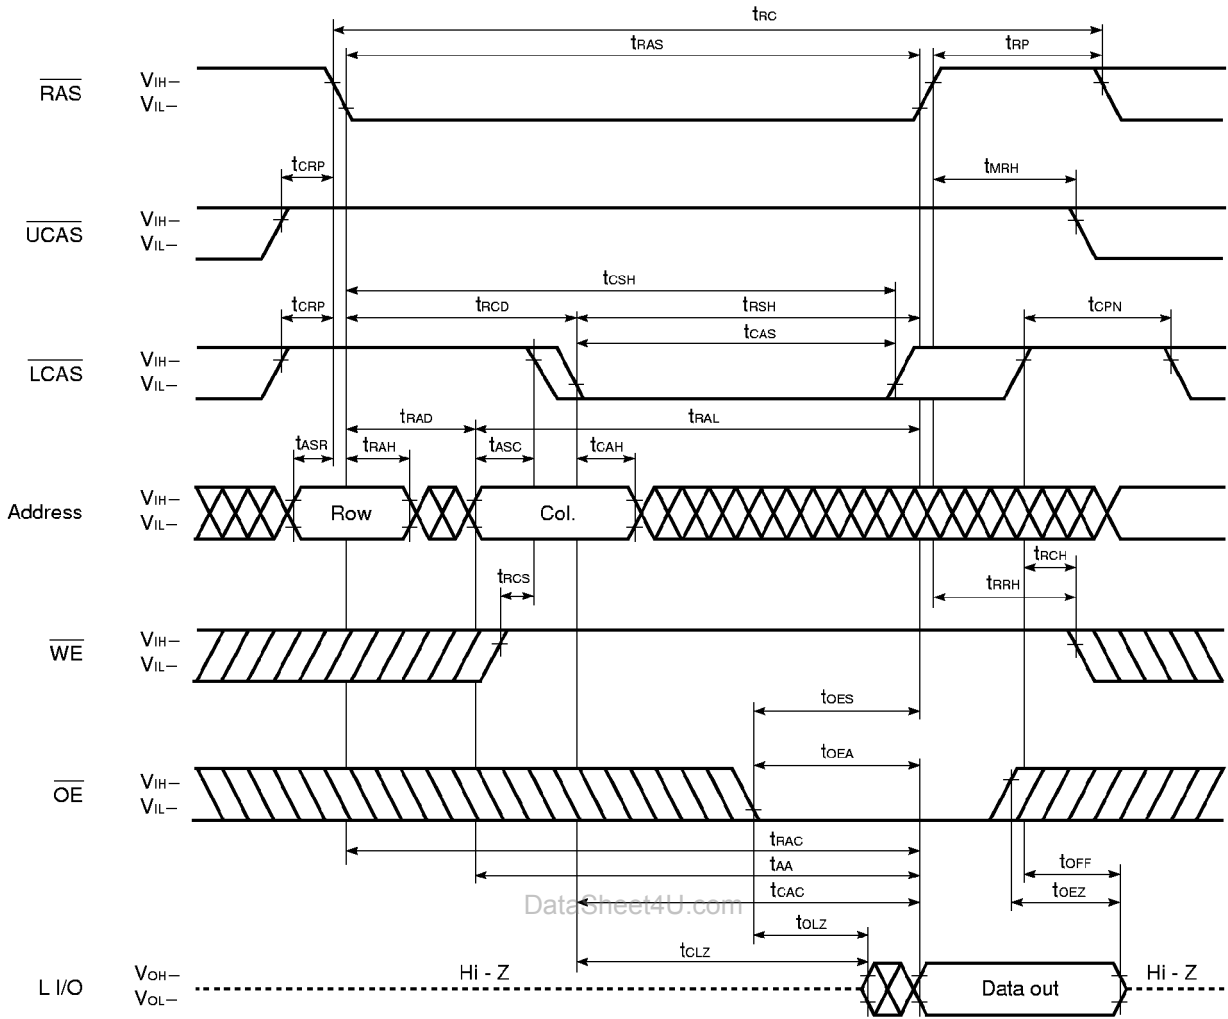 tRC
tRAS
tRP
RAS
VIH–
VIL–
tCRP
tMRH
UCAS
VIH–
VIL–
tCSH
tCRP
tRCD
tRSH
tCPN
tCAS
LCAS
VIH–
VIL–
tRAD
tRAL
tASR
tRAH
tASC
tCAH
Address
VIH–
VIL–
Row
Col.
tRCH
tRCS
tRRH
WE
VIH–
VIL–
tOES
tOEA
OE
VIH–
VIL–
tRAC
tAA
tOFF
tCAC
tOEZ
DataSheet4U.com
tOLZ
tCLZ
L I/O
VOH–
VOL–
Hi - Z
Data out
Hi - Z